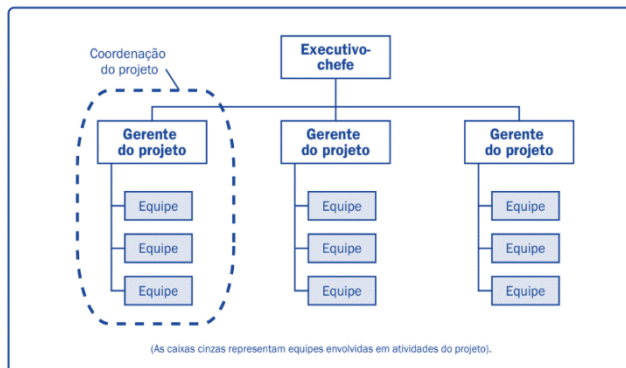 Coordenação
do projeto
Executivo-
chefe
Gerente
do projeto
Gerente
do projeto
Gerente
do projeto
Equipe
Equipe
Equipe
Equipe
Equipe
Equipe
Equipe
Equipe
Equipe
(As caixas cinzas representam equipes envolvidas em atividades do projeto).